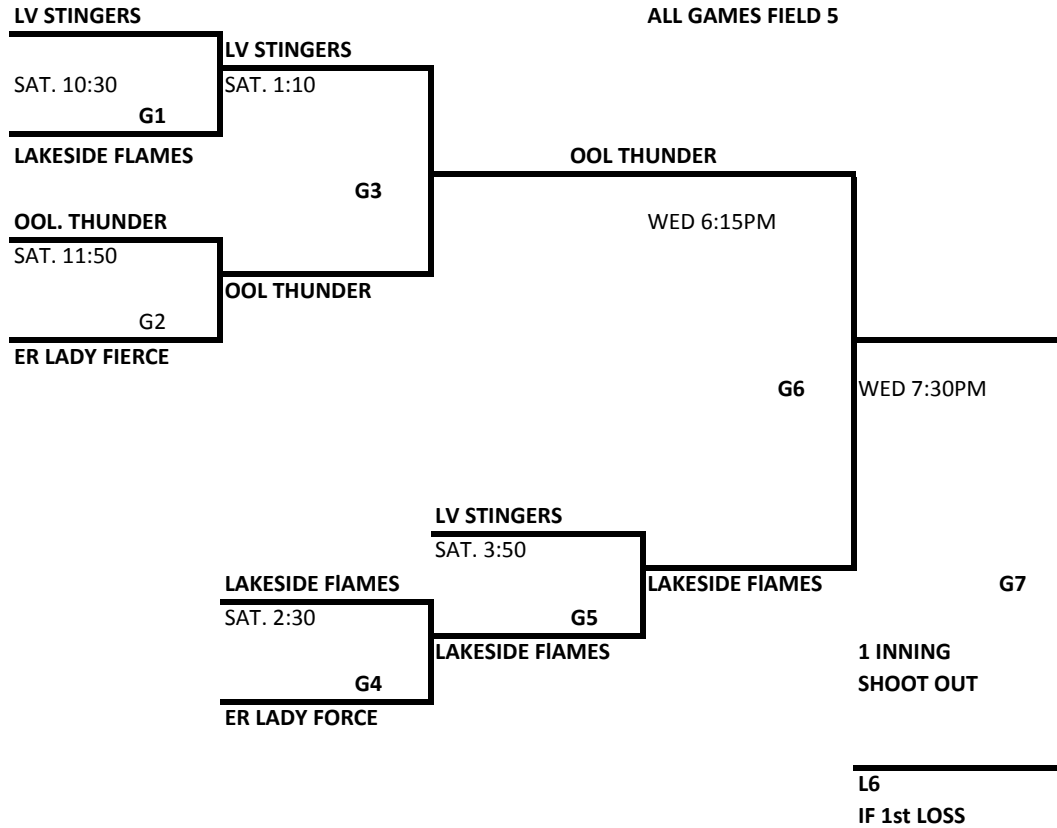 LV STINGERS
ALL GAMES FIELD 5
LV STINGERS
SAT. 10:30
SAT. 1:10
G1
LAKESIDE FLAMES
OOL THUNDER
G3
OOL. THUNDER
WED 6:15PM
SAT. 11:50
OOL THUNDER
G2
ER LADY FIERCE
G6
WED 7:30PM
LV STINGERS
SAT. 3:50
LAKESIDE FlAMES
LAKESIDE FlAMES
G7
SAT. 2:30
G5
LAKESIDE FlAMES
1 INNING
G4
SHOOT OUT
ER LADY FORCE
L6
IF 1st LOSS